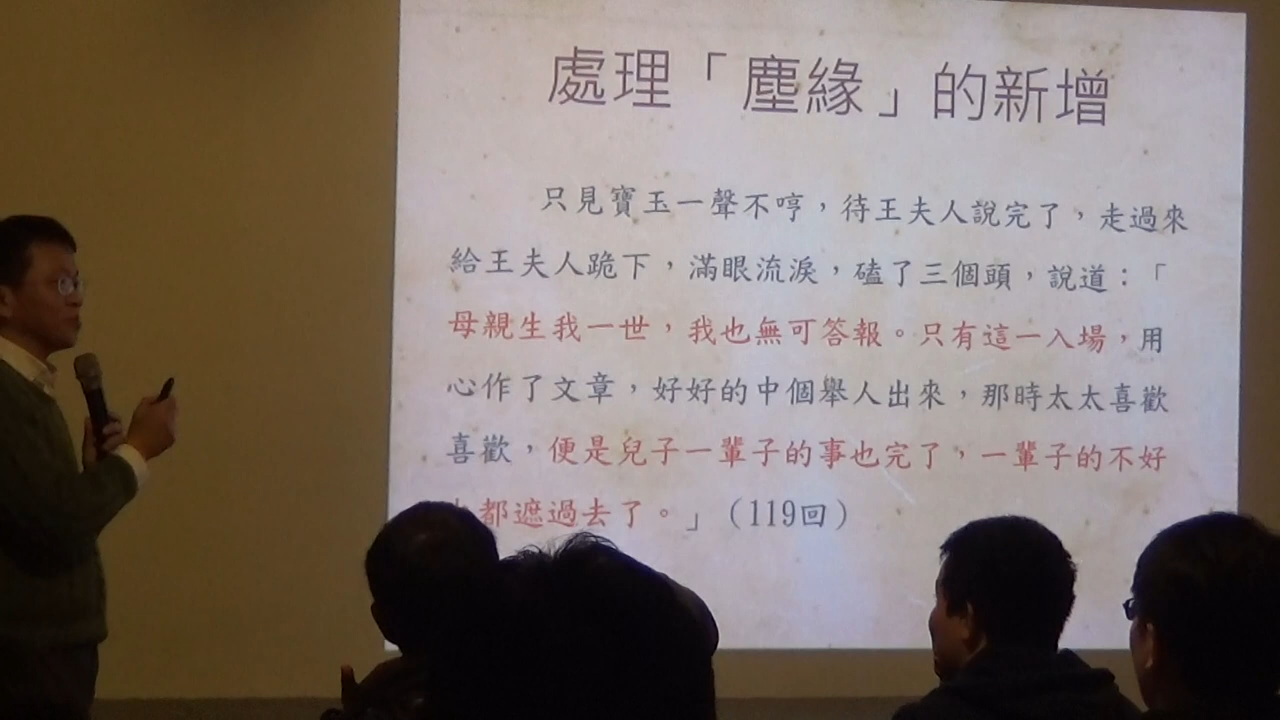 處理「塵緣」的新增
只見寶玉一聲不哼，待王夫人說完了，走過來
給王夫人跪下，滿眼流淚，磕了三個頭，說道：「
母親生我一世，我也無可答報。只有這一入場，用
心作了文章，好好的中個舉人出來，那時太太喜歡
喜歡，便是兒子一輩子的事也完了，一輩子的不好
都遮過去了。」（119回）